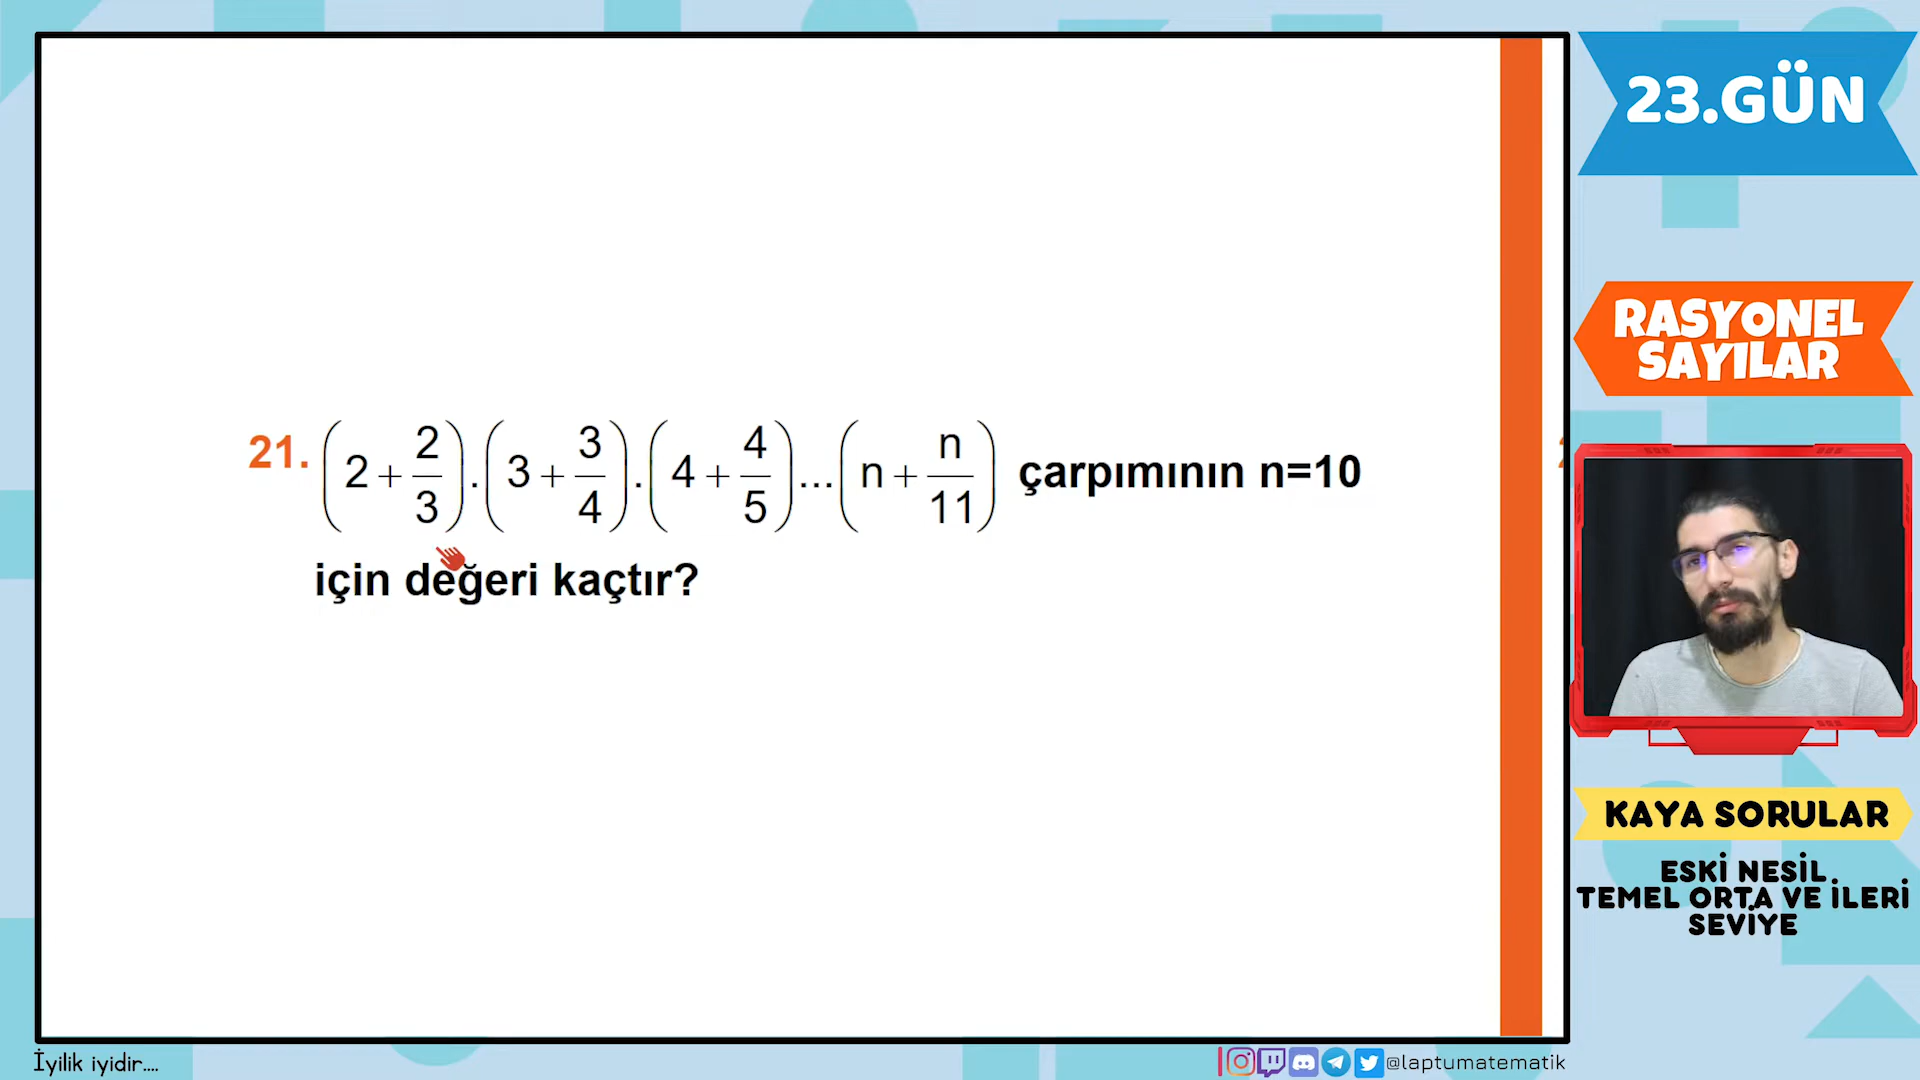 23.GÜN
RASYONEL
SAYILAR
21. (2 + 2/3).(3 + 3/4).(4 + 4/5)...(n + n/11) çarpımının n=10
için değeri kaçtır?
KAYA SORULAR
ESKİ NESİL
TEMEL ORTA VE İLERİ
SEVİYE
İyilik iyidir....
@laptumatematik